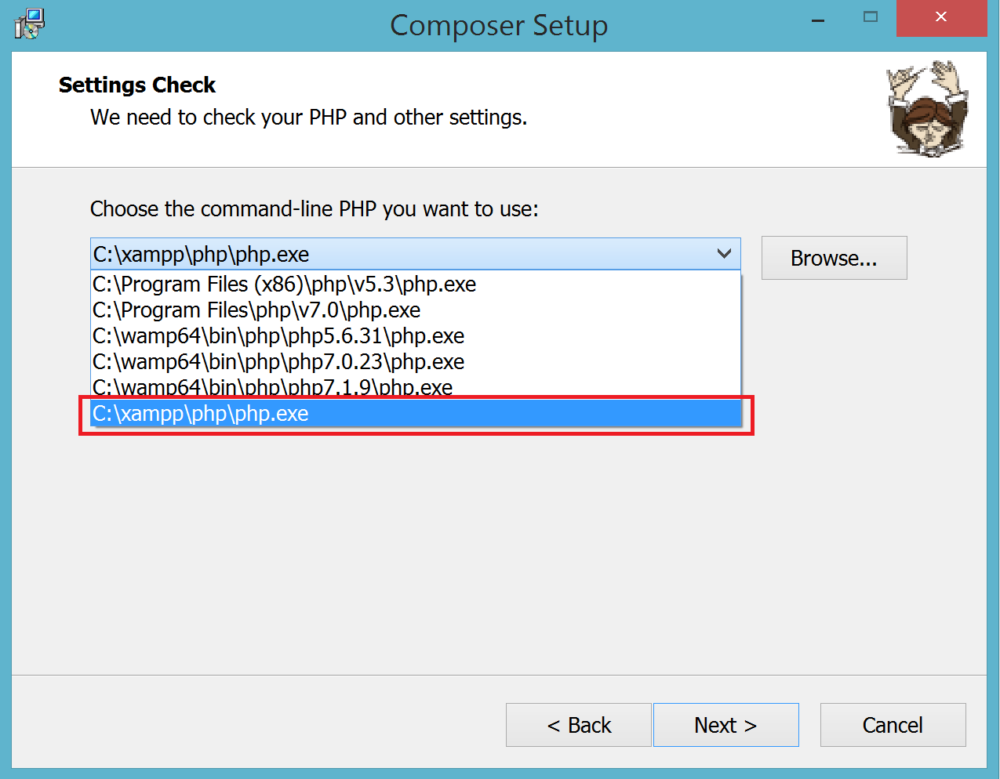 Composer Setup
Settings Check
We need to check your PHP and other settings.
Choose the command-line PHP you want to use:
C:\xampp\php\php.exe
Browse...
C:\Program Files (x86)\php\v5.3\php.exe
C:\Program Files\php\v7.0\php.exe
C:\wamp64\bin\php\php5.6.31\php.exe
C:\wamp64\bin\php\php7.0.23\php.exe
C:\wamp64\bin\php\php7.1.9\php.exe
C:\xampp\php\php.exe
< Back
Next >
Cancel